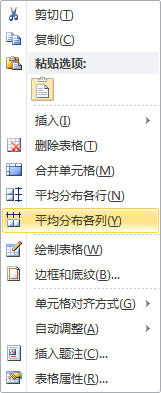 剪切(T)
复制(C)
粘贴选项:
插入(I)
删除表格(T)
合并单元格(M)
平均分布各行(N)
平均分布各列(Y)
绘制表格(W)
边框和底纹(B)...
单元格对齐方式(G)
自动调整(A)
插入题注(C)...
表格属性(R)...